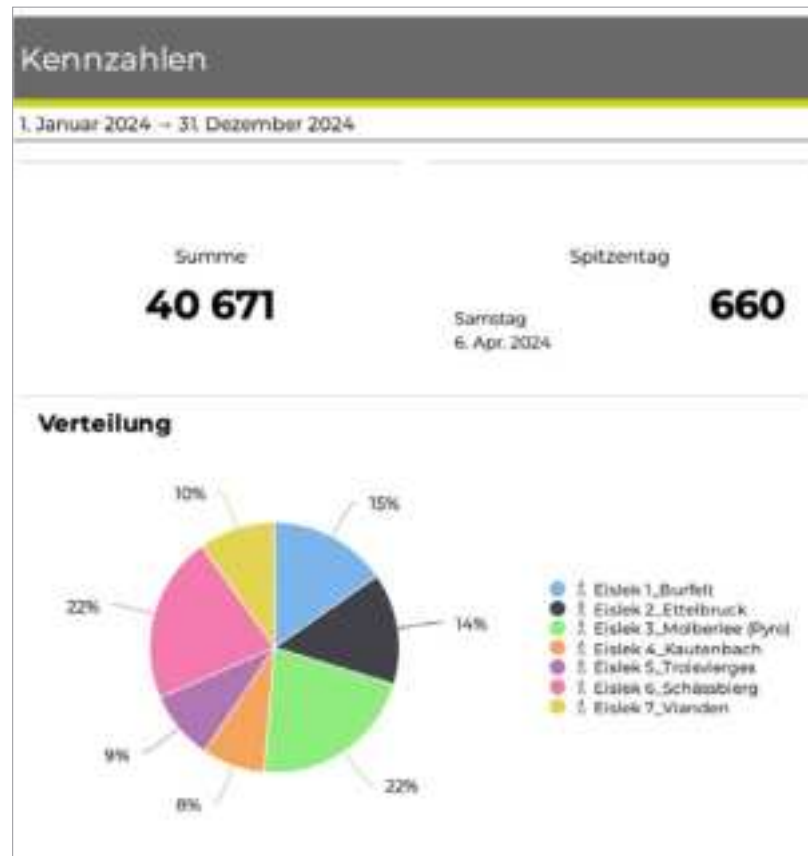 Kennzahlen
1. Januar 2024 → 31. Dezember 2024
Summe
40 671
Spitzentag
660
Samstag
6. Apr. 2024
Verteilung
10%
15%
22%
14%
9%
8%
22%
Eislek 1_Burfelt
Eislek 2_Ettelbruck
Eislek 3_Molberlee (Pyro)
Eislek 4_Kautenbach
Eislek 5_Troisvierges
Eislek 6_Schässbierg
Eislek 7_Vianden